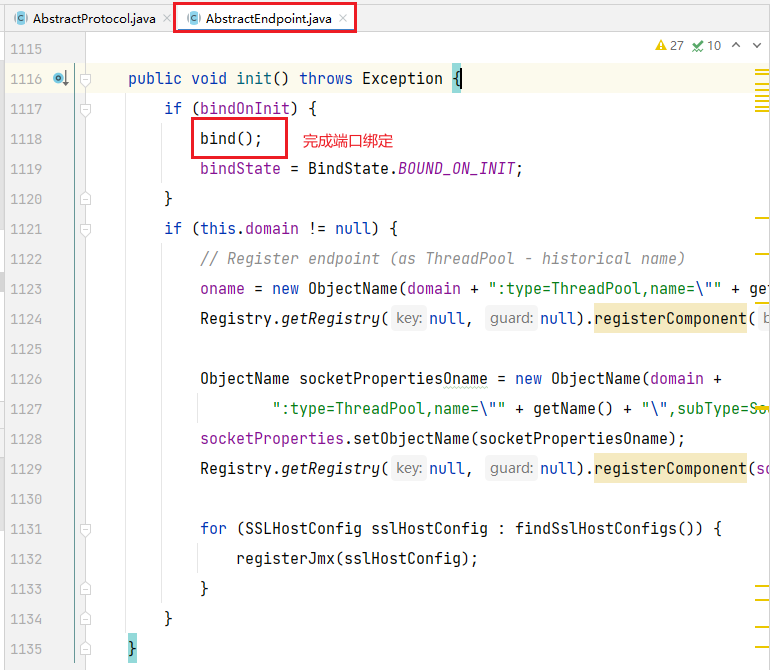 AbstractProtocol.java AbstractEndpoint.java
1115 27 10
1116 public void init() throws Exception {
1117 if (bindOnInit) {
1118 bind(); 完成端口绑定
1119 bindState = BindState.BOUND_ON_INIT;
1120 }
1121 if (this.domain != null) {
1122 // Register endpoint (as ThreadPool - historical name)
1123 oname = new ObjectName(domain + ":type=ThreadPool,name=\"" + get
1124 Registry.getRegistry( key: null, guard: null).registerComponent( b
1125
1126 ObjectName socketPropertiesOname = new ObjectName(domain +
1127 ":type=ThreadPool,name=\"" + getName() + "\",subType=So
1128 socketProperties.setObjectName(socketPropertiesOname);
1129 Registry.getRegistry( key: null, guard: null).registerComponent(so
1130
1131 for (SSLHostConfig sslHostConfig : findSslHostConfigs()) {
1132 registerJmx(sslHostConfig);
1133 }
1134 }
1135 }